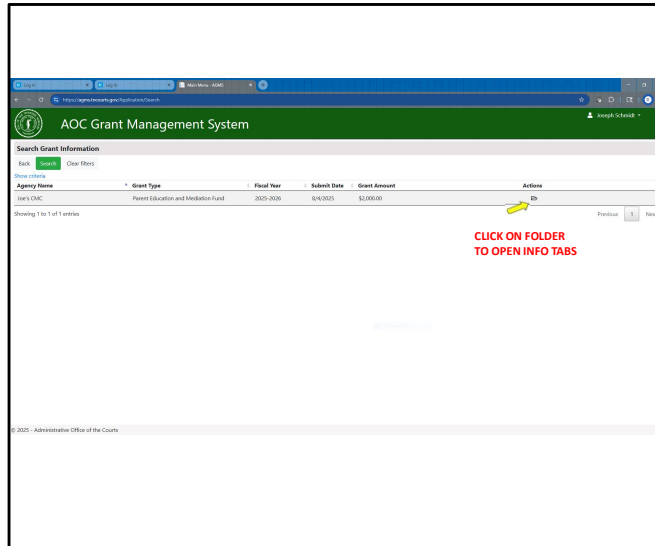 Log in
Log in
Main Menu - AGMS
https://agms.tncourts.gov/Application/Search
AOC Grant Management System
Joseph Schmidt
Search Grant Information
Back Search Clear filters
Show criteria
Agency Name Grant Type Fiscal Year Submit Date Grant Amount Actions
Joe's CMC Parent Education and Mediation Fund 2025-2026 8/4/2025 $2,000.00
Showing 1 to 1 of 1 entries
Previous 1 Nex
CLICK ON FOLDER
TO OPEN INFO TABS
© 2025 - Administrative Office of the Courts